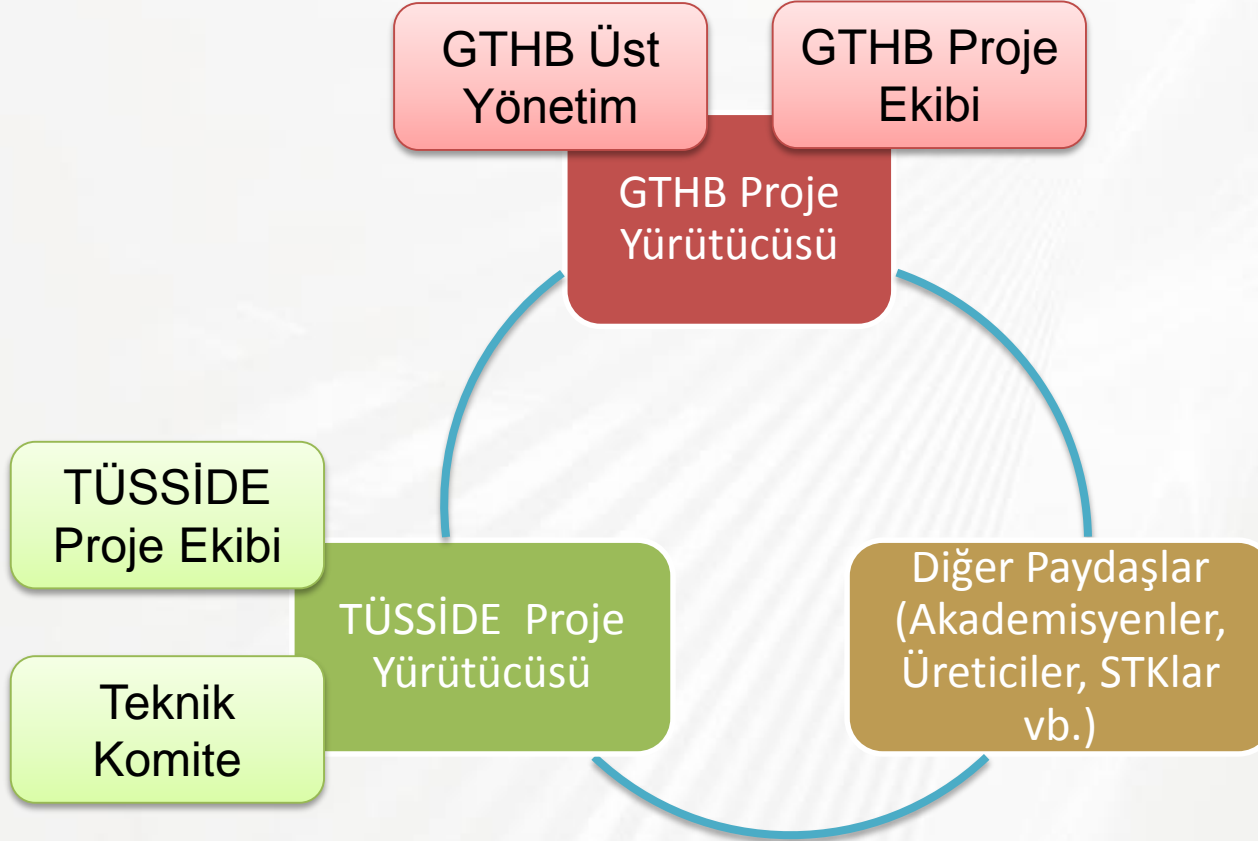 GTHB Üst
Yönetim
GTHB Proje
Ekibi
GTHB Proje
Yürütücüsü
TÜSSİDE
Proje Ekibi
TÜSSİDE Proje
Yürütücüsü
Teknik
Komite
Diğer Paydaşlar
(Akademisyenler,
Üreticiler, STKlar
vb.)